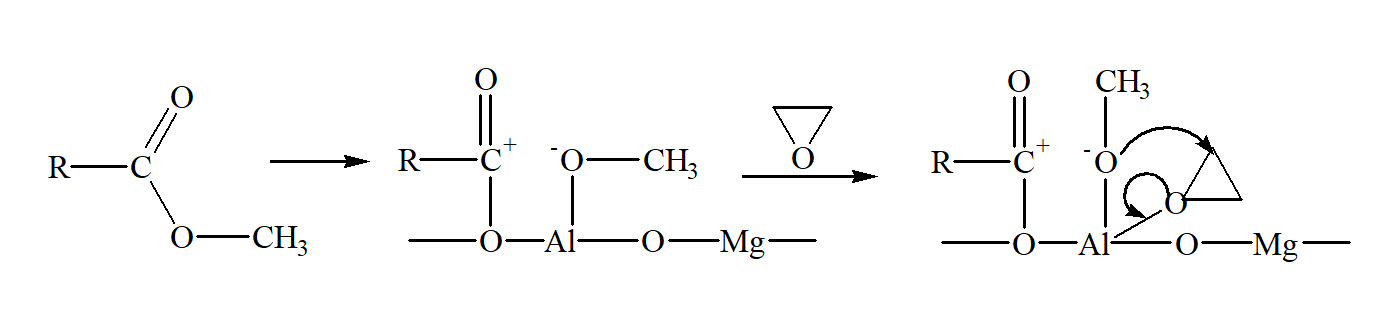 O
R C
O CH3
O
R C+ -O CH3
O Al O Mg
O
O CH3
R C+ -O
O
O Al O Mg